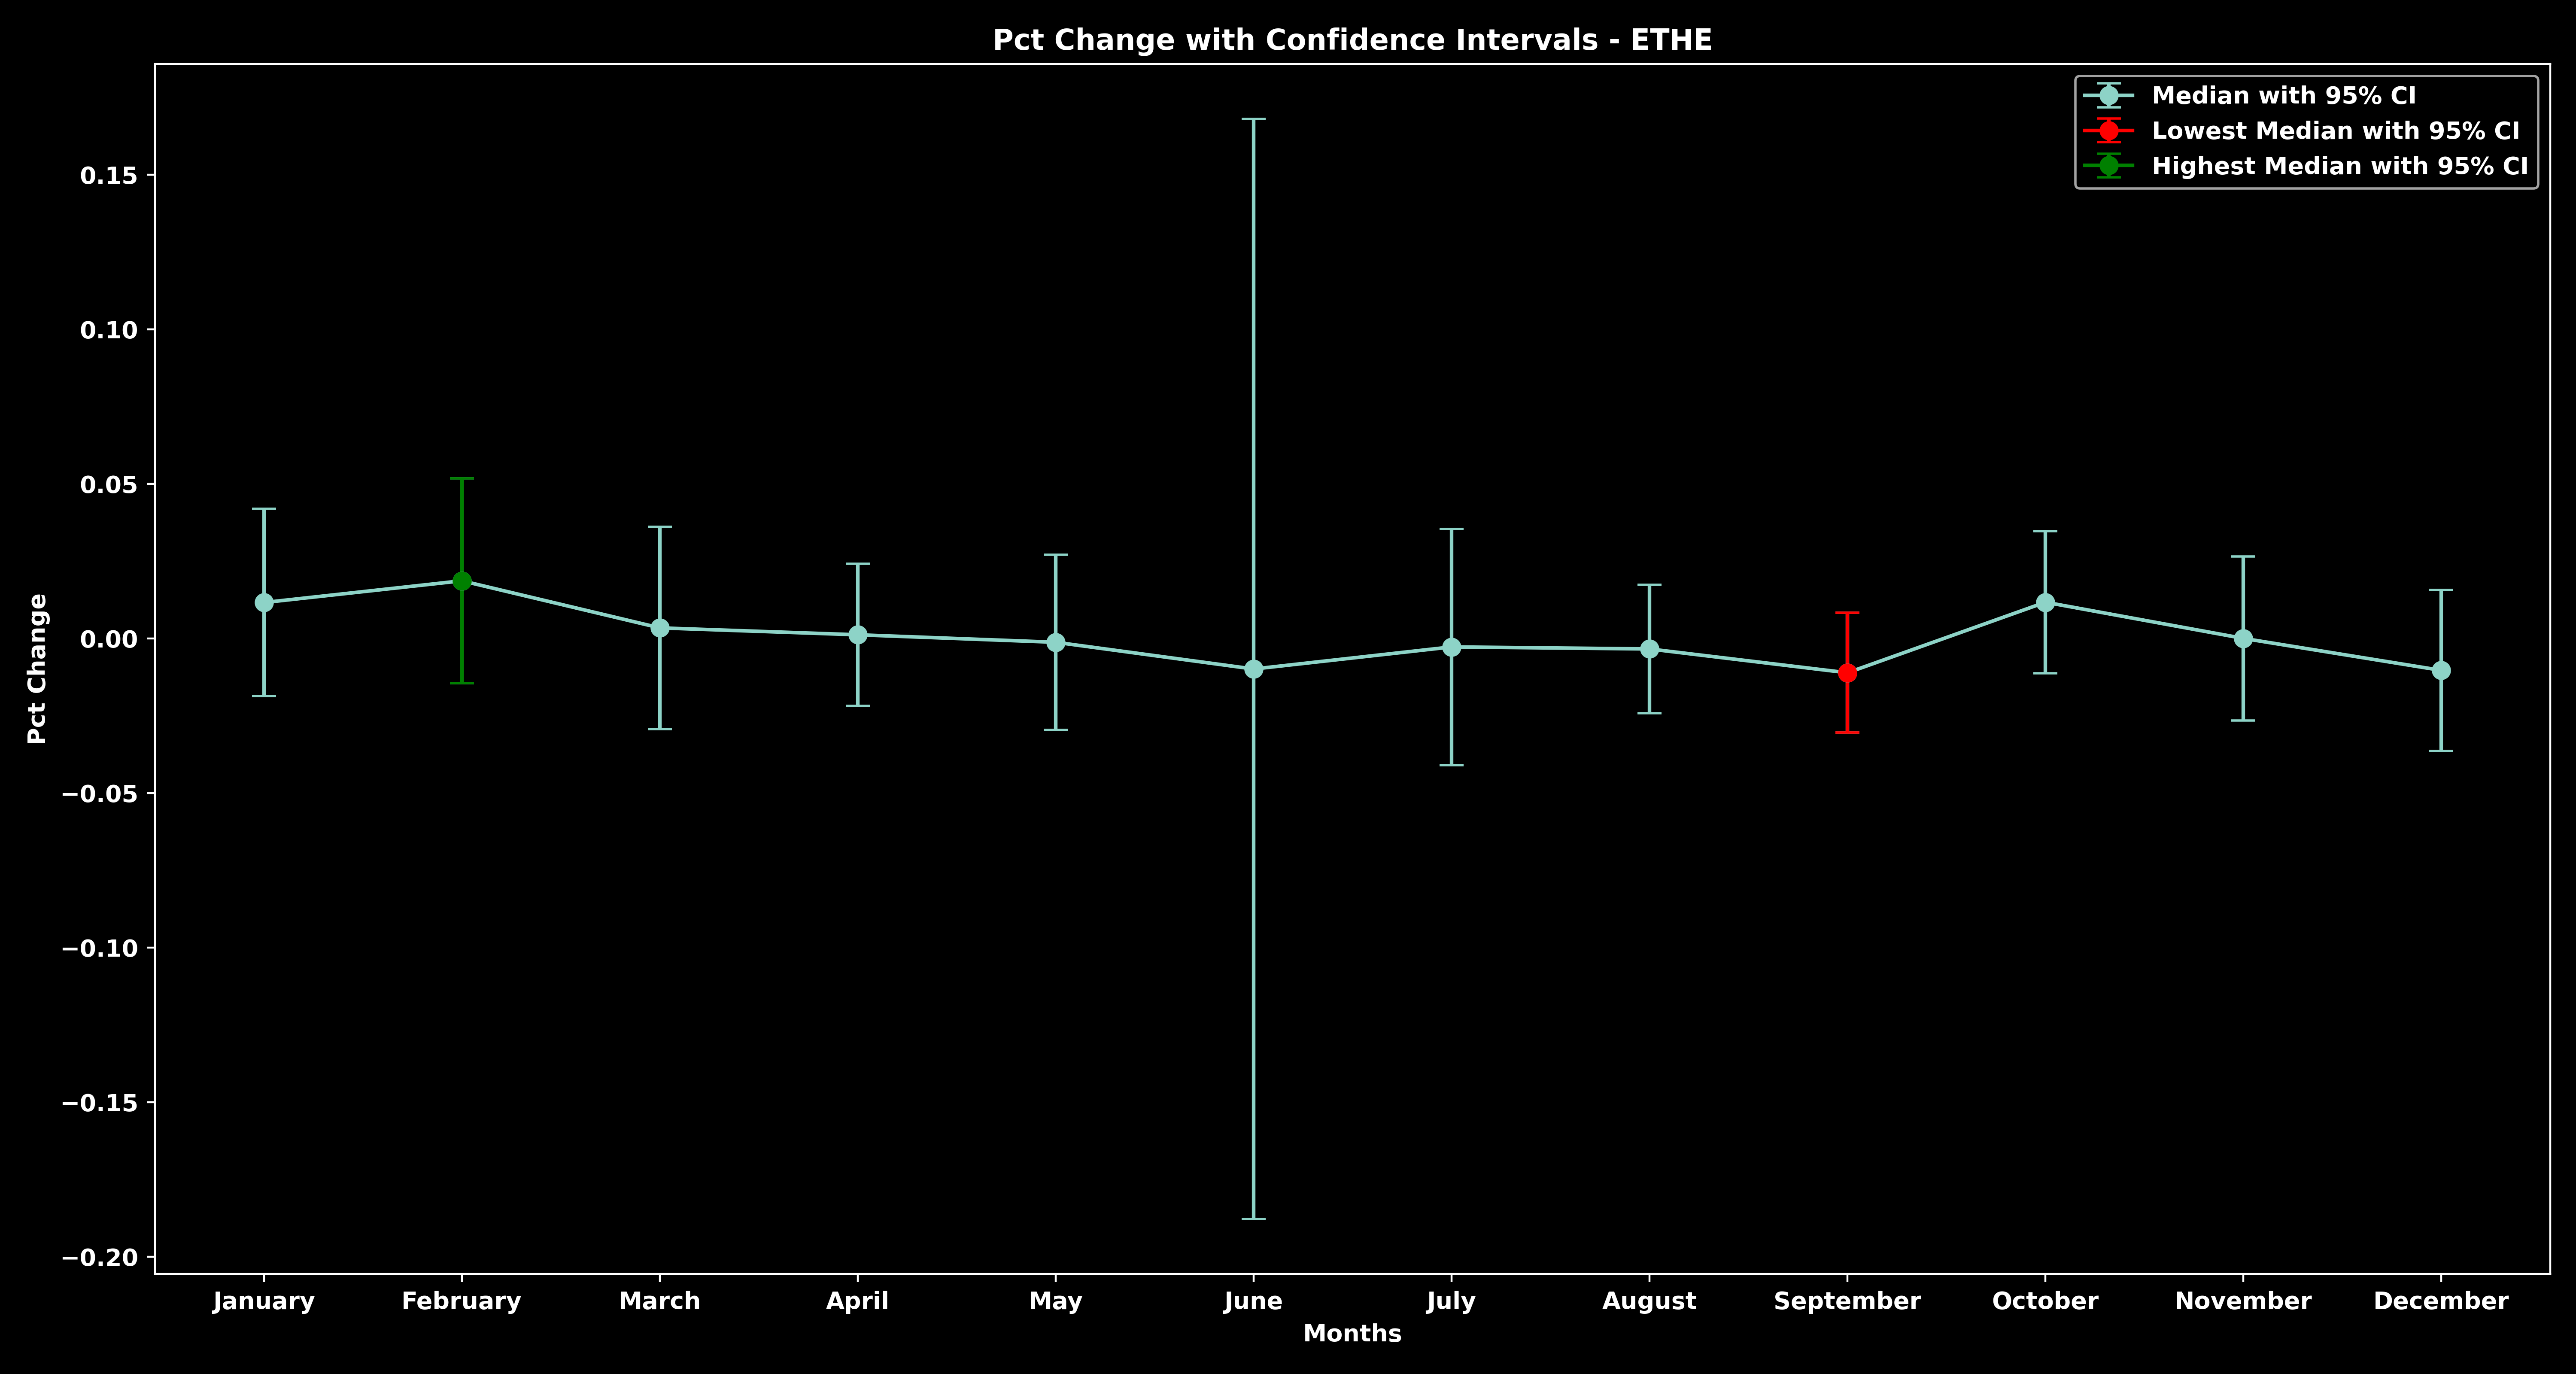 Pct Change with Confidence Intervals - ETHE
Median with 95% CI
Lowest Median with 95% CI
Highest Median with 95% CI
Pct Change
0.15
0.10
0.05
0.00
−0.05
−0.10
−0.15
−0.20
January February March April May June July August September October November December
Months